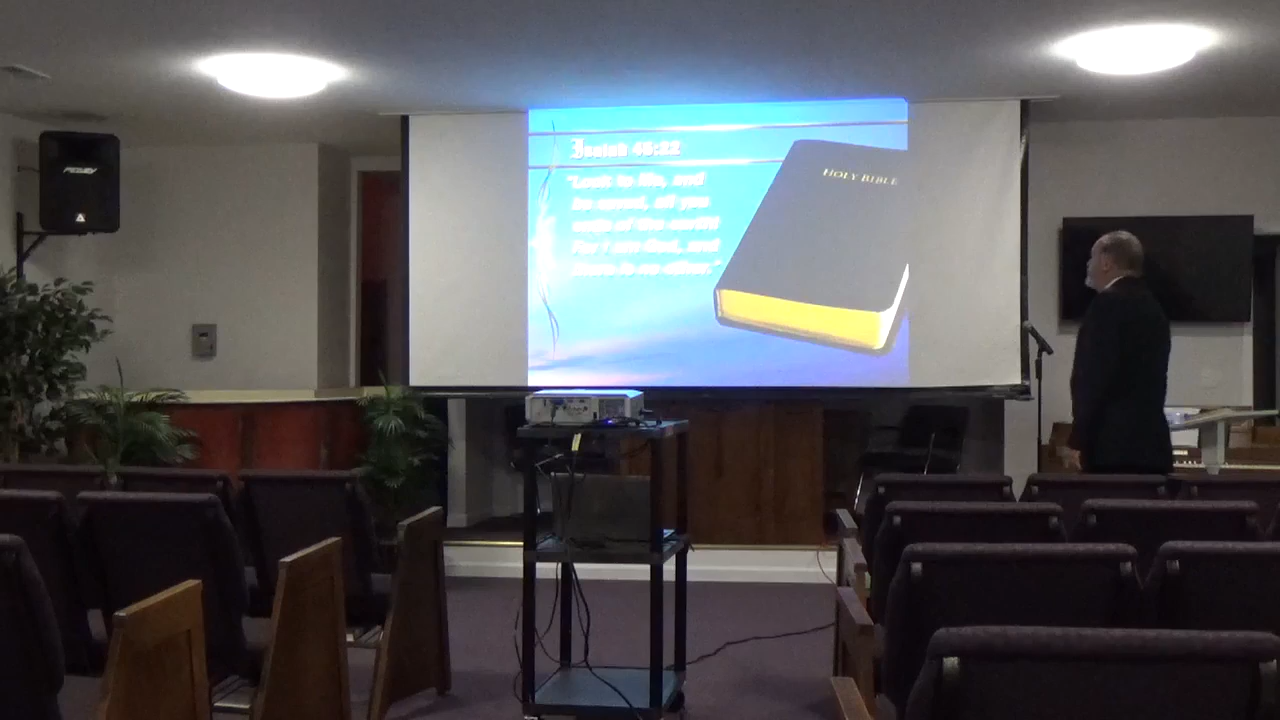 PEAVEY
Isaiah 45:22
"Look to Me, and
be saved, all you
ends of the earth!
For I am God, and
there is no other."
HOLY BIBLE